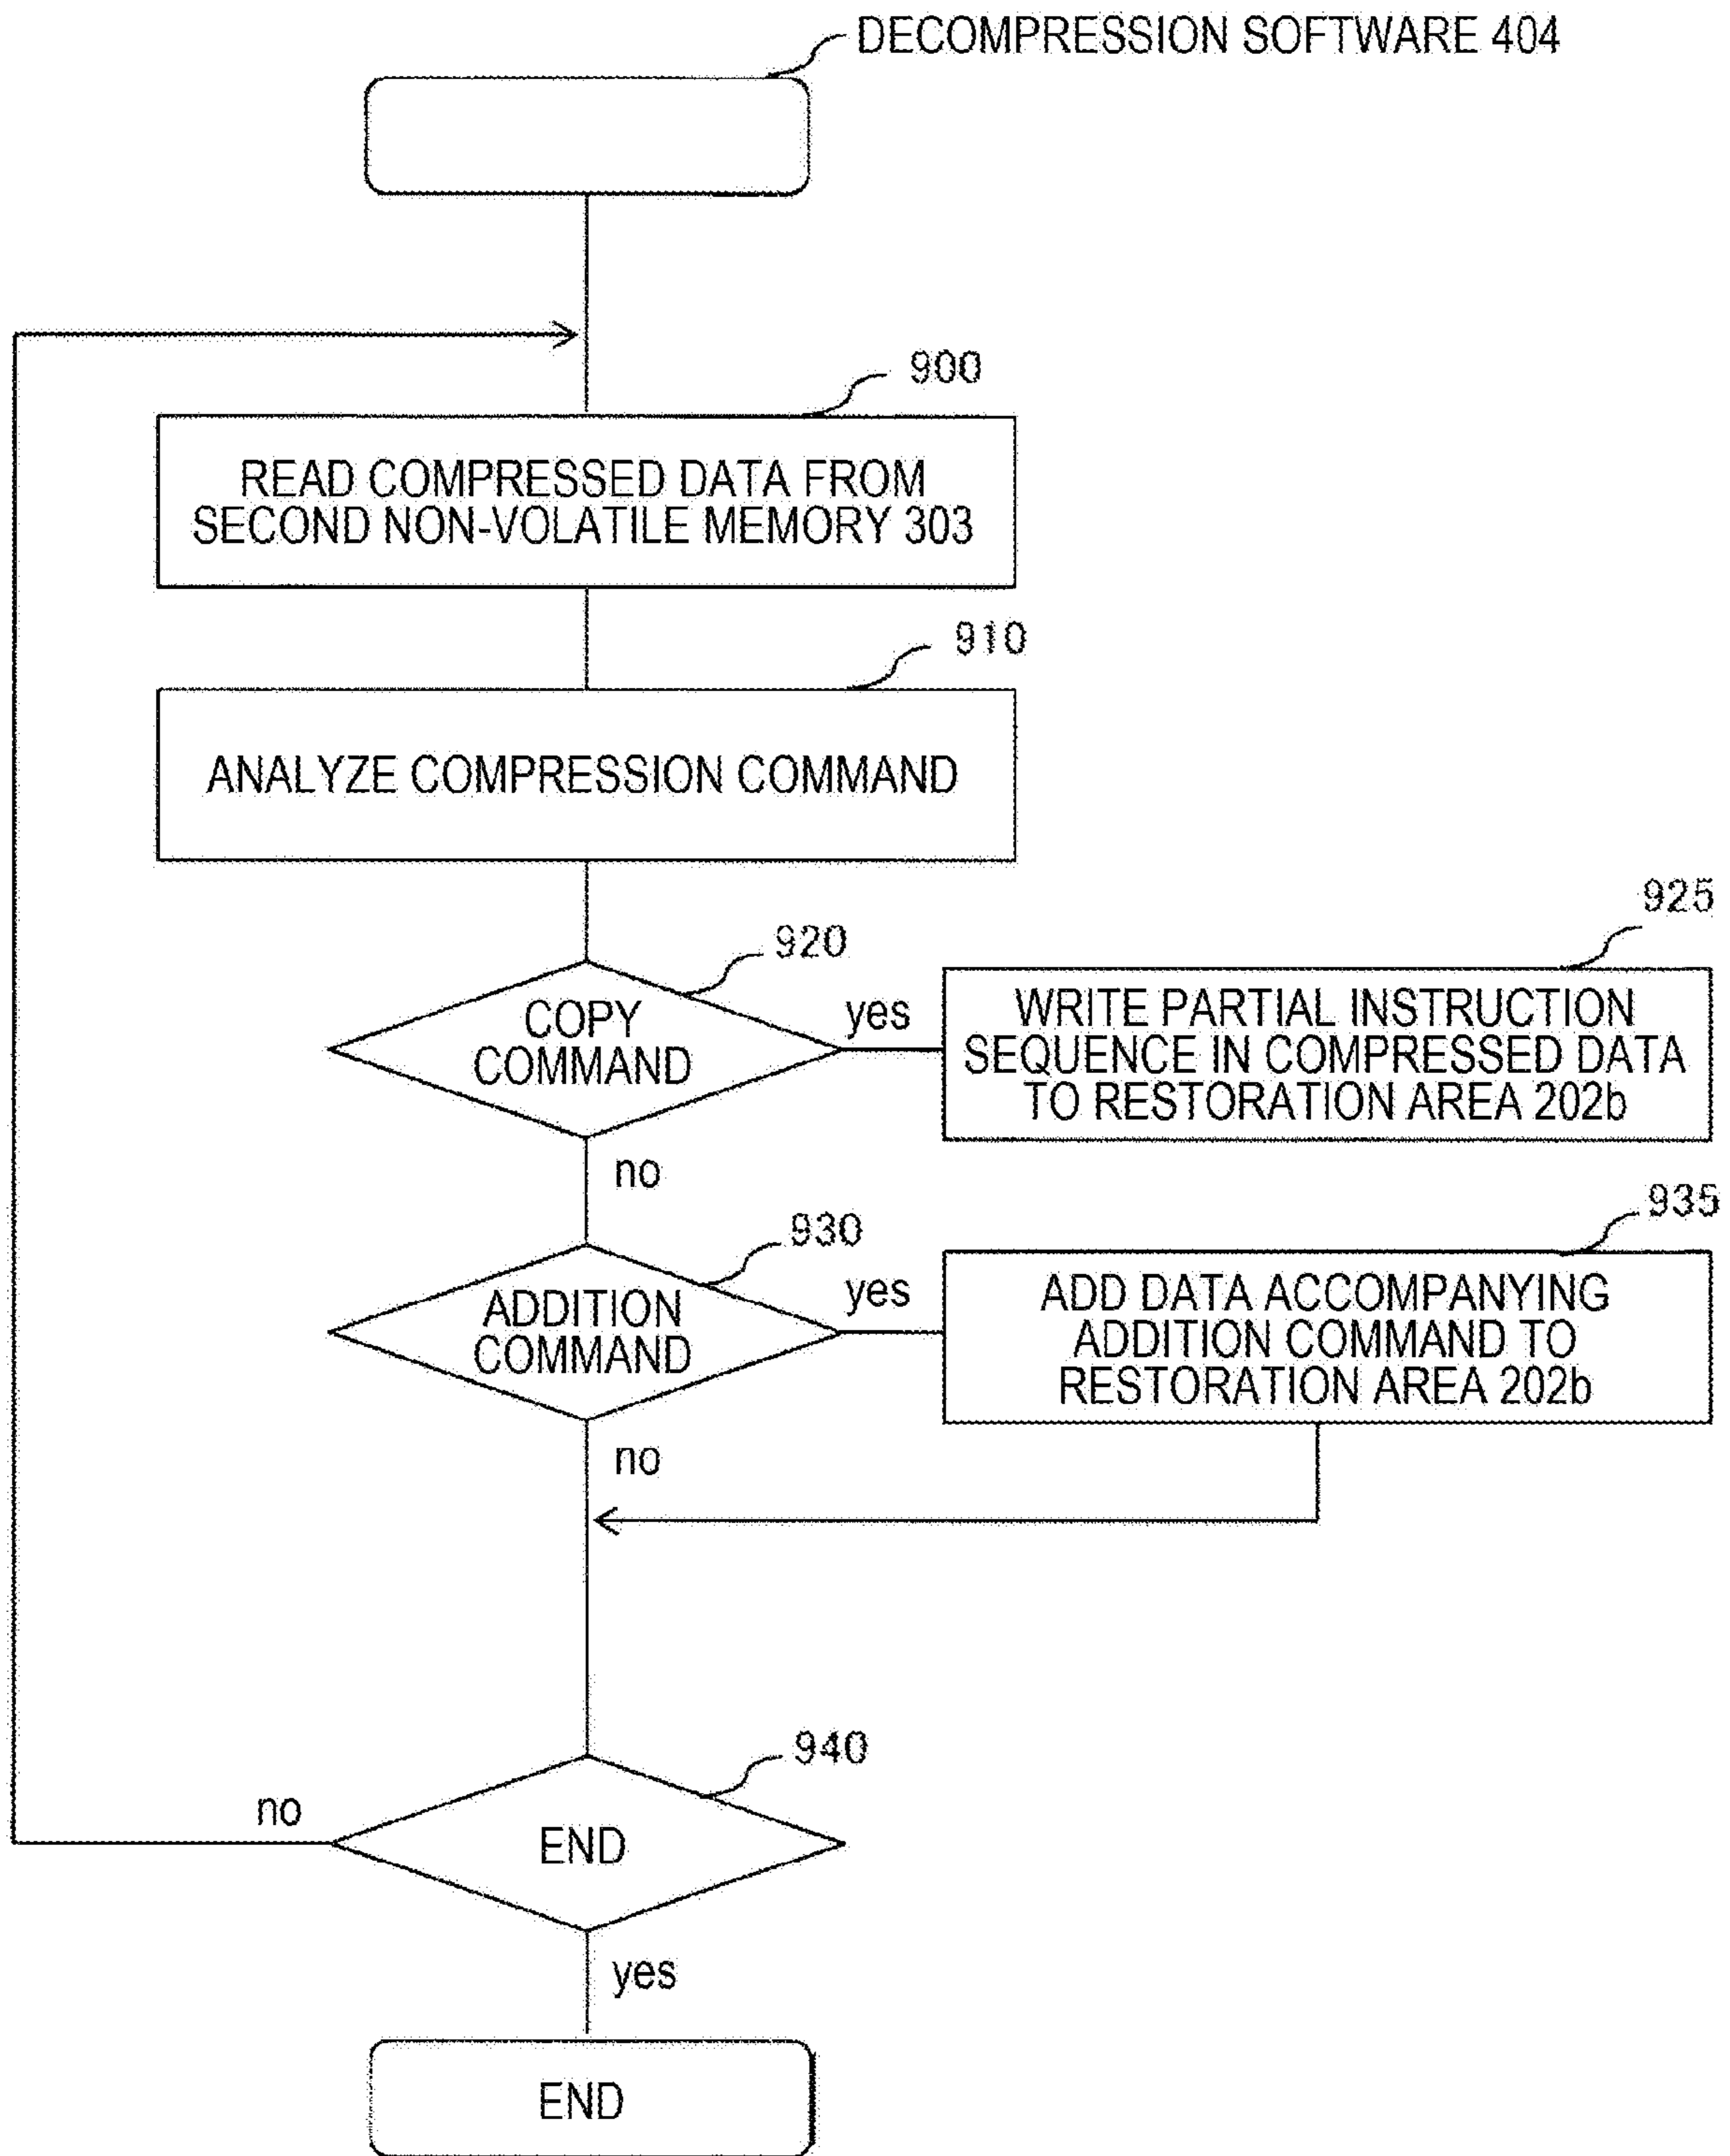 DECOMPRESSION SOFTWARE 404
900
READ COMPRESSED DATA FROM
SECOND NON-VOLATILE MEMORY 303
910
ANALYZE COMPRESSION COMMAND
920
COPY
COMMAND
yes
no
925
WRITE PARTIAL INSTRUCTION
SEQUENCE IN COMPRESSED DATA
TO RESTORATION AREA 202b
930
ADDITION
COMMAND
yes
no
935
ADD DATA ACCOMPANYING
ADDITION COMMAND TO
RESTORATION AREA 202b
940
no
END
yes
END